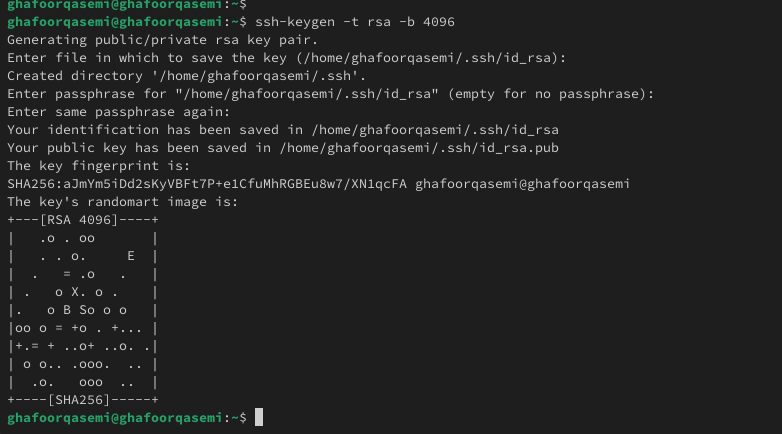 ghafoorqasemi@ghafoorqasemi:~$
ghafoorqasemi@ghafoorqasemi:~$ ssh-keygen -t rsa -b 4096
Generating public/private rsa key pair.
Enter file in which to save the key (/home/ghafoorqasemi/.ssh/id_rsa):
Created directory '/home/ghafoorqasemi/.ssh'.
Enter passphrase for "/home/ghafoorqasemi/.ssh/id_rsa" (empty for no passphrase):
Enter same passphrase again:
Your identification has been saved in /home/ghafoorqasemi/.ssh/id_rsa
Your public key has been saved in /home/ghafoorqasemi/.ssh/id_rsa.pub
The key fingerprint is:
SHA256:aJmYm5iDd2sKyVBFt7P+e1CfuMhRGBEu8w7/XN1qcFA ghafoorqasemi@ghafoorqasemi
The key's randomart image is:
+---[RSA 4096]----+
|   .o . oo       |
|   . . o.     E  |
|  .   = .o   .   |
| .   o X. o .    |
|.   o B So o o   |
|oo o = +o . +... |
|+.= + ..o+ ..o. .|
| o o.. .ooo.  .. |
|  .o.   ooo  ..  |
+----[SHA256]-----+
ghafoorqasemi@ghafoorqasemi:~$